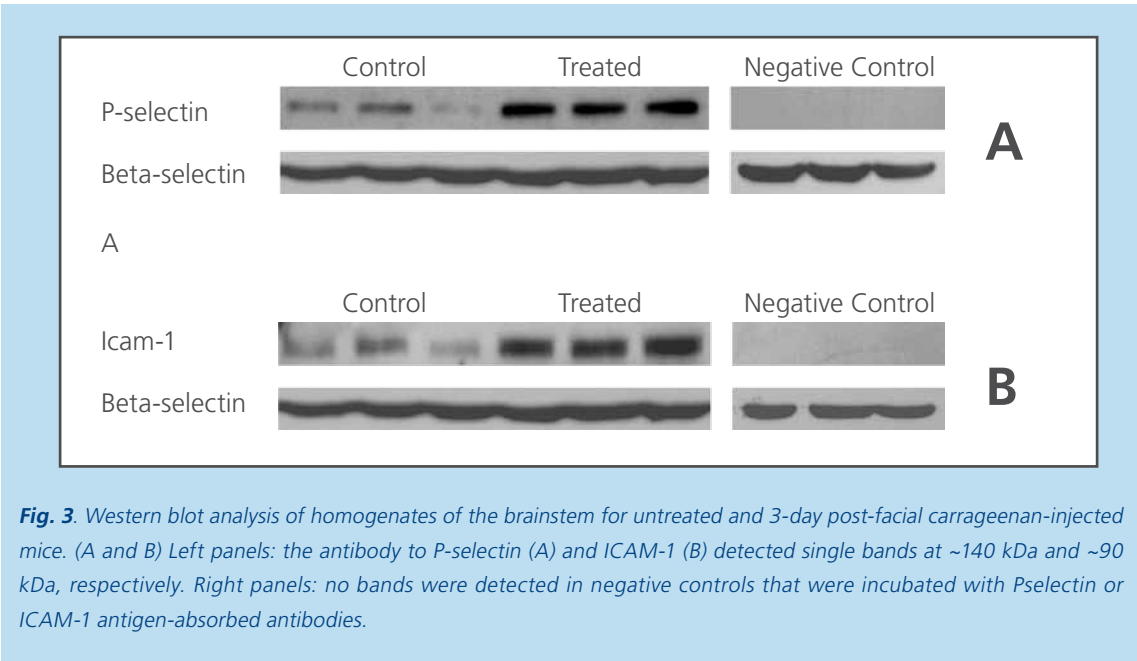 Control Treated Negative Control
P-selectin
A
Beta-selectin
A
Control Treated Negative Control
Icam-1
B
Beta-selectin
Fig. 3. Western blot analysis of homogenates of the brainstem for untreated and 3-day post-facial carrageenan-injected
mice. (A and B) Left panels: the antibody to P-selectin (A) and ICAM-1 (B) detected single bands at ~140 kDa and ~90
kDa, respectively. Right panels: no bands were detected in negative controls that were incubated with Pselectin or
ICAM-1 antigen-absorbed antibodies.